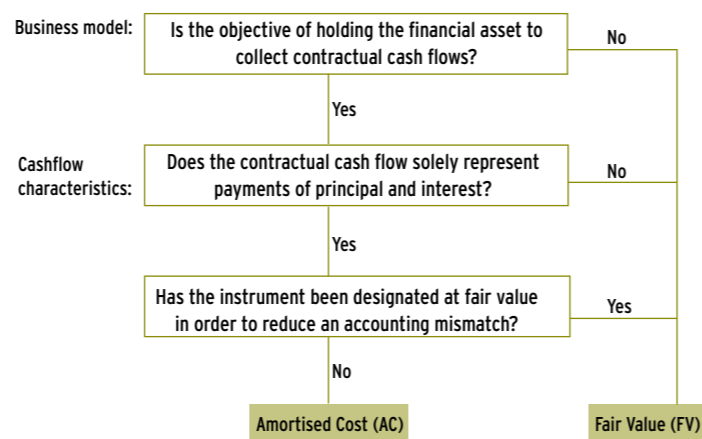 Business model:
Is the objective of holding the financial asset to
collect contractual cash flows?
No
Yes
Cashflow
characteristics:
Does the contractual cash flow solely represent
payments of principal and interest?
No
Yes
Has the instrument been designated at fair value
in order to reduce an accounting mismatch?
Yes
No
Amortised Cost (AC)
Fair Value (FV)